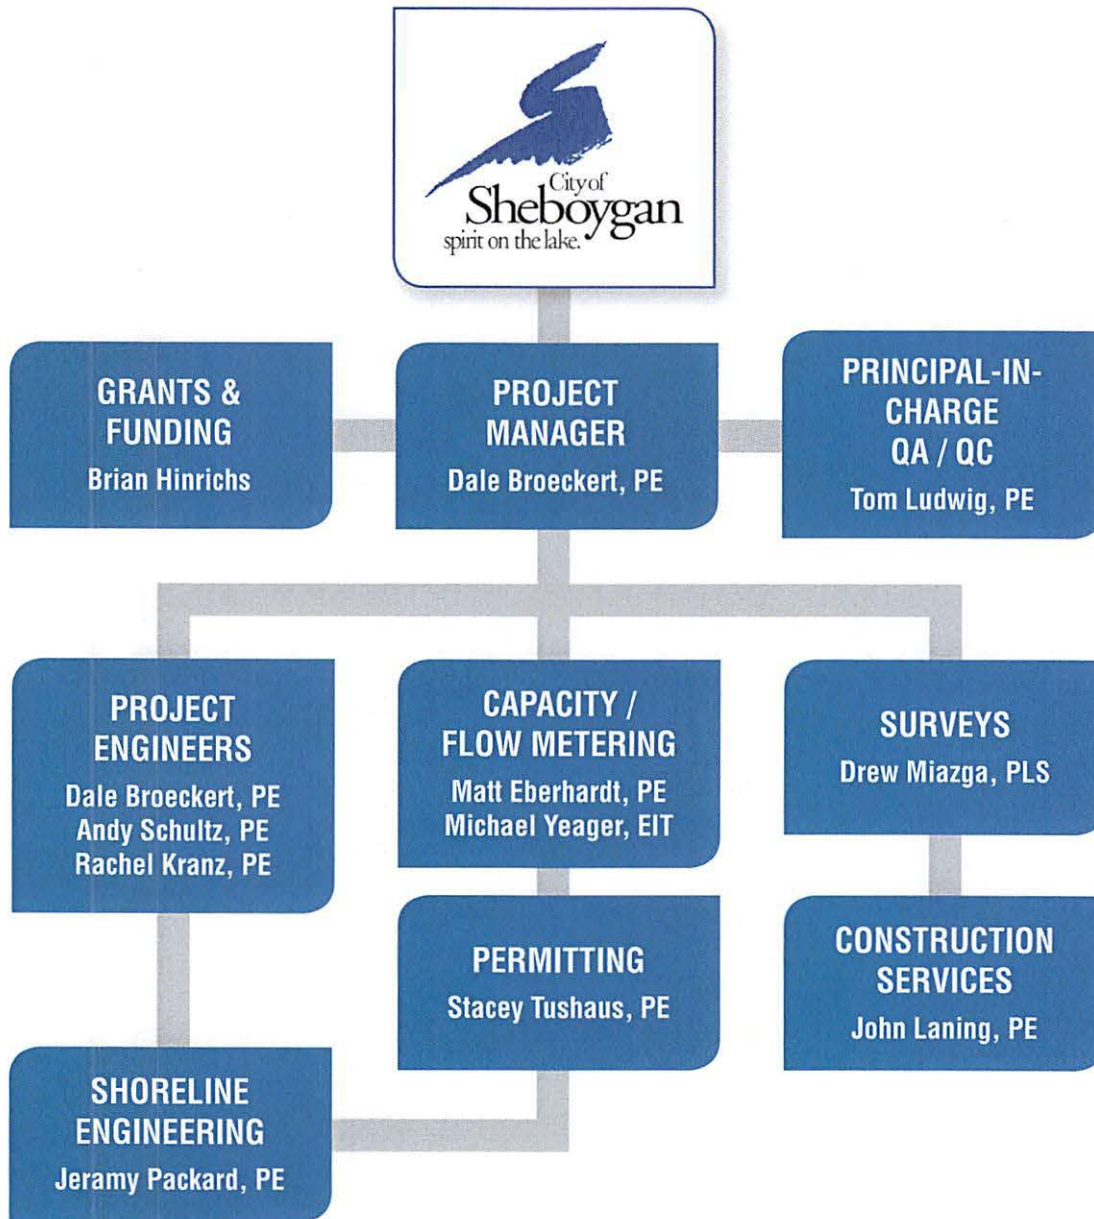 City of
Sheboygan
spirit on the lake.
GRANTS &
FUNDING
Brian Hinrichs
PROJECT
MANAGER
Dale Broeckert, PE
PRINCIPAL-IN-
CHARGE
QA / QC
Tom Ludwig, PE
PROJECT
ENGINEERS
Dale Broeckert, PE
Andy Schultz, PE
Rachel Kranz, PE
CAPACITY /
FLOW METERING
Matt Eberhardt, PE
Michael Yeager, EIT
SURVEYS
Drew Miazga, PLS
PERMITTING
Stacey Tushaus, PE
CONSTRUCTION
SERVICES
John Laning, PE
SHORELINE
ENGINEERING
Jeramy Packard, PE